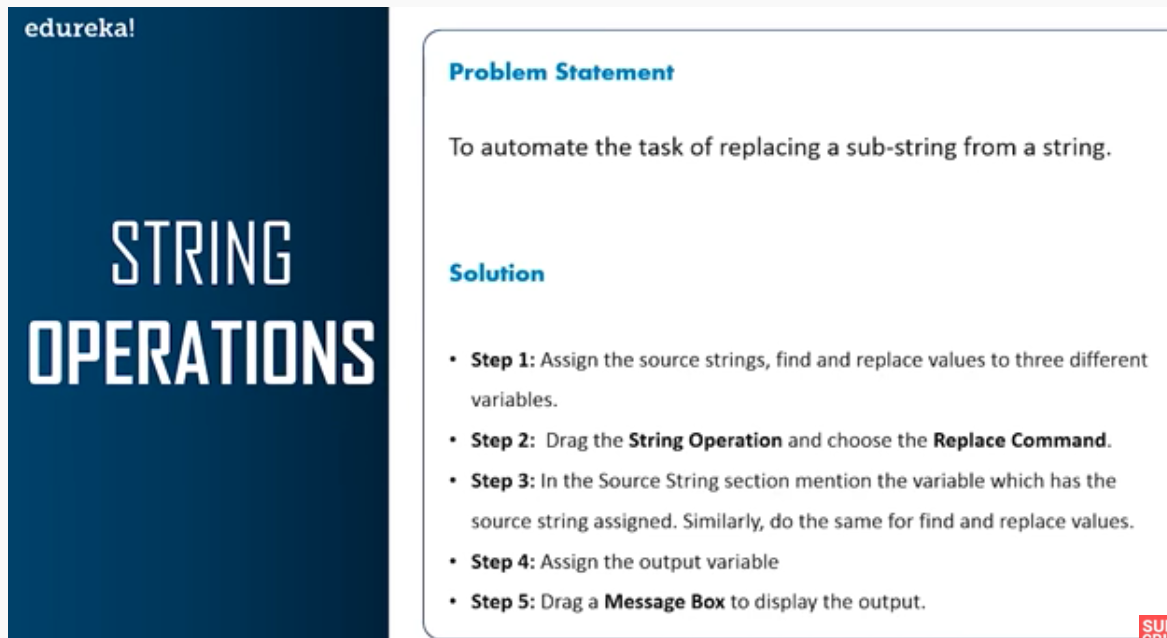 edureka!
STRING
OPERATIONS
Problem Statement
To automate the task of replacing a sub-string from a string.
Solution
• Step 1: Assign the source strings, find and replace values to three different
variables.
• Step 2: Drag the String Operation and choose the Replace Command.
• Step 3: In the Source String section mention the variable which has the
source string assigned. Similarly, do the same for find and replace values.
• Step 4: Assign the output variable
• Step 5: Drag a Message Box to display the output.